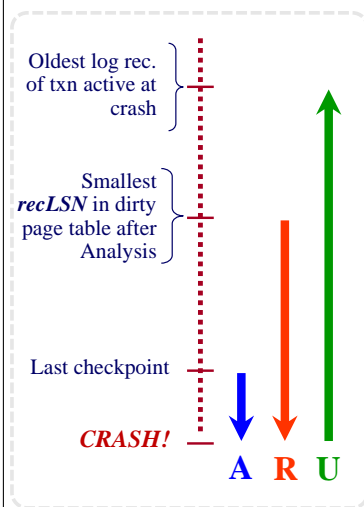 Oldest log rec.
of txn active at
crash
Smallest
recLSN in dirty
page table after
Analysis
Last checkpoint
CRASH!
A R U